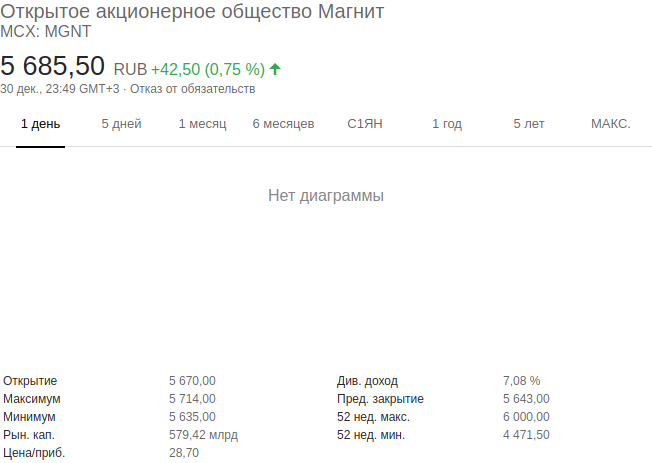 Открытое акционерное общество Магнит
MCX: MGNT
5 685,50 RUB +42,50 (0,75 %)
30 дек., 23:49 GMT+3 · Отказ от обязательств
1 день 5 дней 1 месяц 6 месяцев С1ЯН 1 год 5 лет МАКС.
Нет диаграммы
Открытие 5 670,00 Див. доход 7,08 %
Максимум 5 714,00 Пред. закрытие 5 643,00
Минимум 5 635,00 52 нед. макс. 6 000,00
Рын. кап. 579,42 млрд 52 нед. мин. 4 471,50
Цена/приб. 28,70